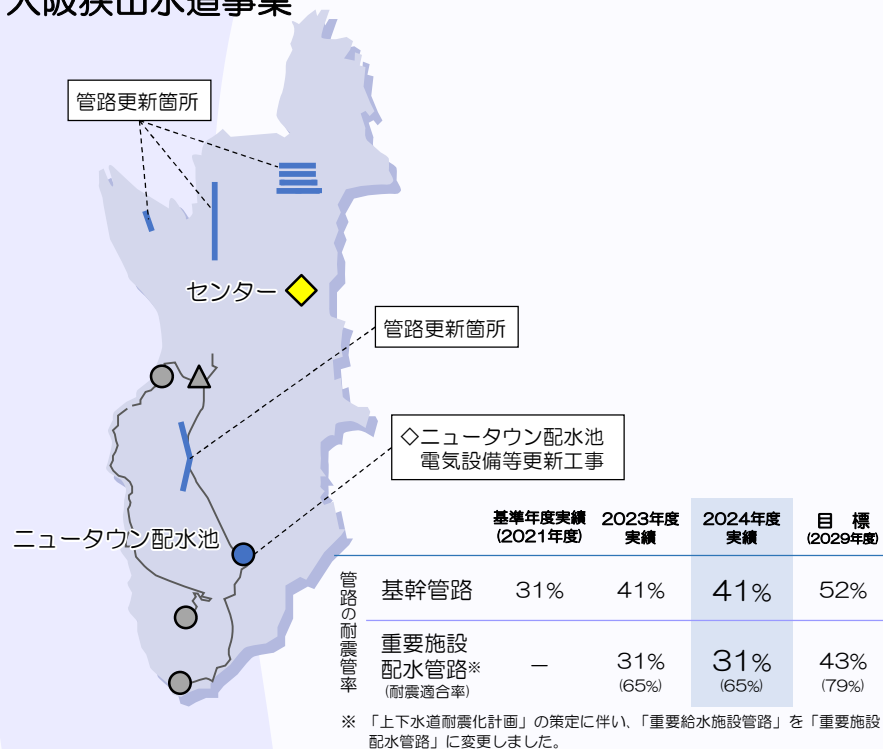 大阪狭山水道事業
管路更新箇所
センター
管路更新箇所
◇ニュータウン配水池
電気設備等更新工事
ニュータウン配水池
基準年度実績
(2021年度)
2023年度
実績
2024年度
実績
目 標
(2029年度)
管路の耐震管率
基幹管路 31% 41% 41% 52%
重要施設
配水管路※
(耐震適合率)
－ 31% 31% 43%
(65%) (65%) (79%)
※ 「上下水道耐震化計画」の策定に伴い、「重要給水施設管路」を「重要施設
配水管路」に変更しました。